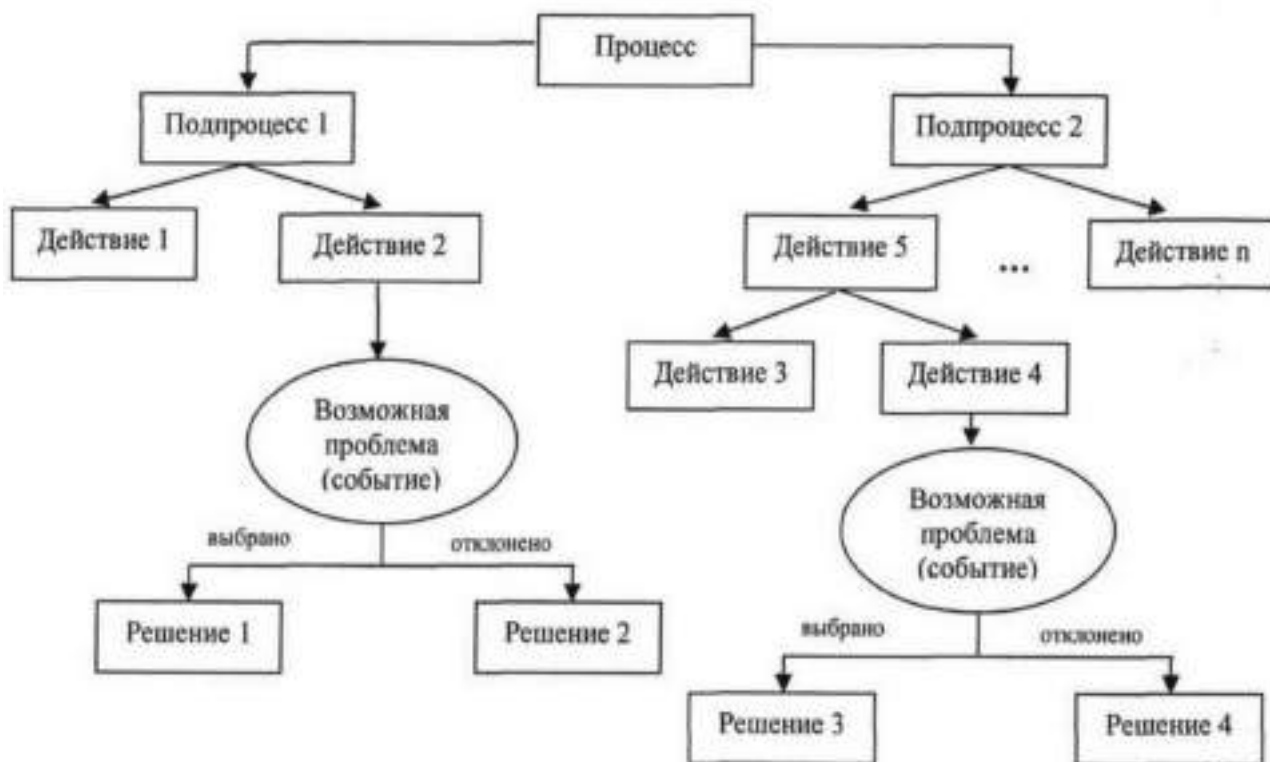 Процесс
Подпроцесс 1
Подпроцесс 2
Действие 1
Действие 2
Действие 5
...
Действие n
Действие 3
Действие 4
Возможная
проблема
(событие)
Возможная
проблема
(событие)
выбрано
отклонено
Решение 1
Решение 2
выбрано
отклонено
Решение 3
Решение 4